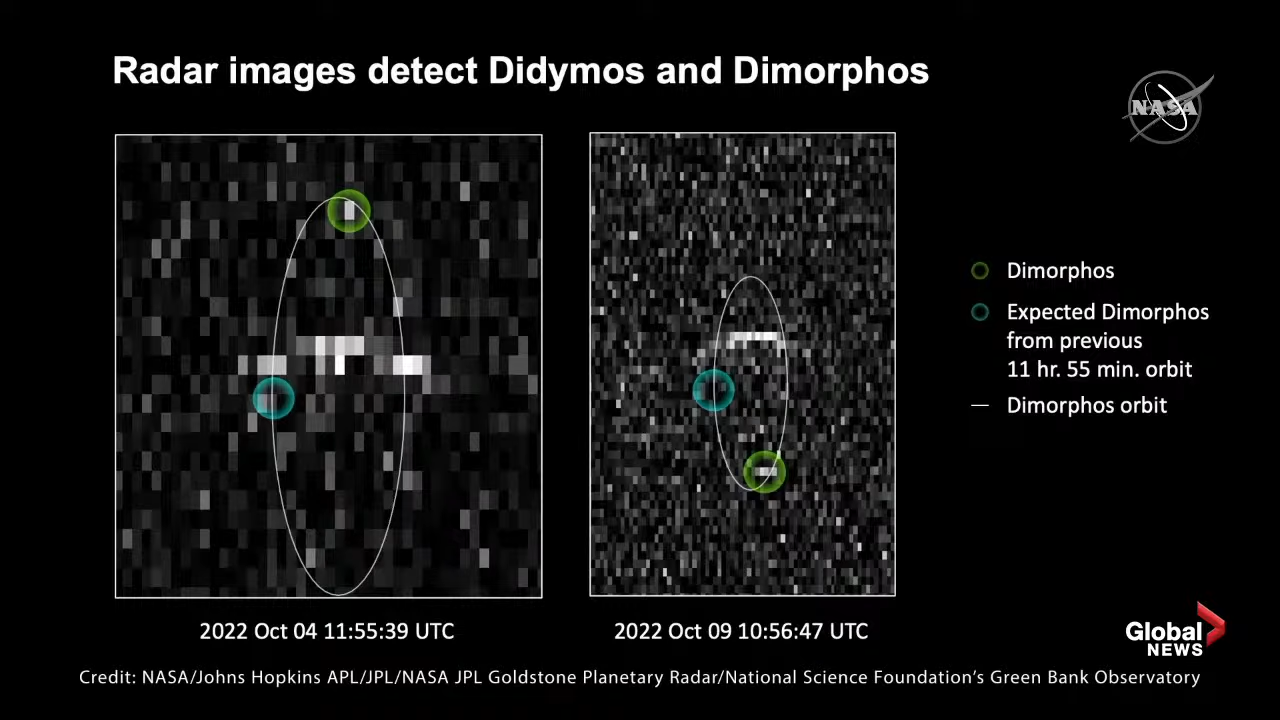 Radar images detect Didymos and Dimorphos
NASA
Dimorphos
Expected Dimorphos
from previous
11 hr. 55 min. orbit
Dimorphos orbit
2022 Oct 04 11:55:39 UTC
2022 Oct 09 10:56:47 UTC
Global
NEWS
Credit: NASA/Johns Hopkins APL/JPL/NASA JPL Goldstone Planetary Radar/National Science Foundation's Green Bank Observatory